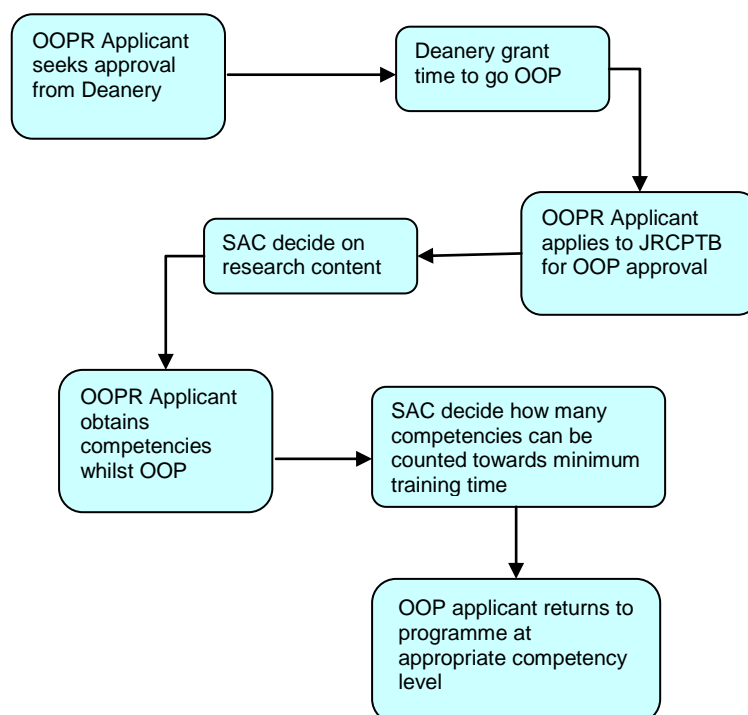 OOPR Applicant
seeks approval
from Deanery
Deanery grant
time to go OOP
OOPR Applicant
applies to JRCPTB
for OOP approval
SAC decide on
research content
OOPR Applicant
obtains
competencies
whilst OOP
SAC decide how many
competencies can be
counted towards minimum
training time
OOP applicant returns to
programme at
appropriate competency
level